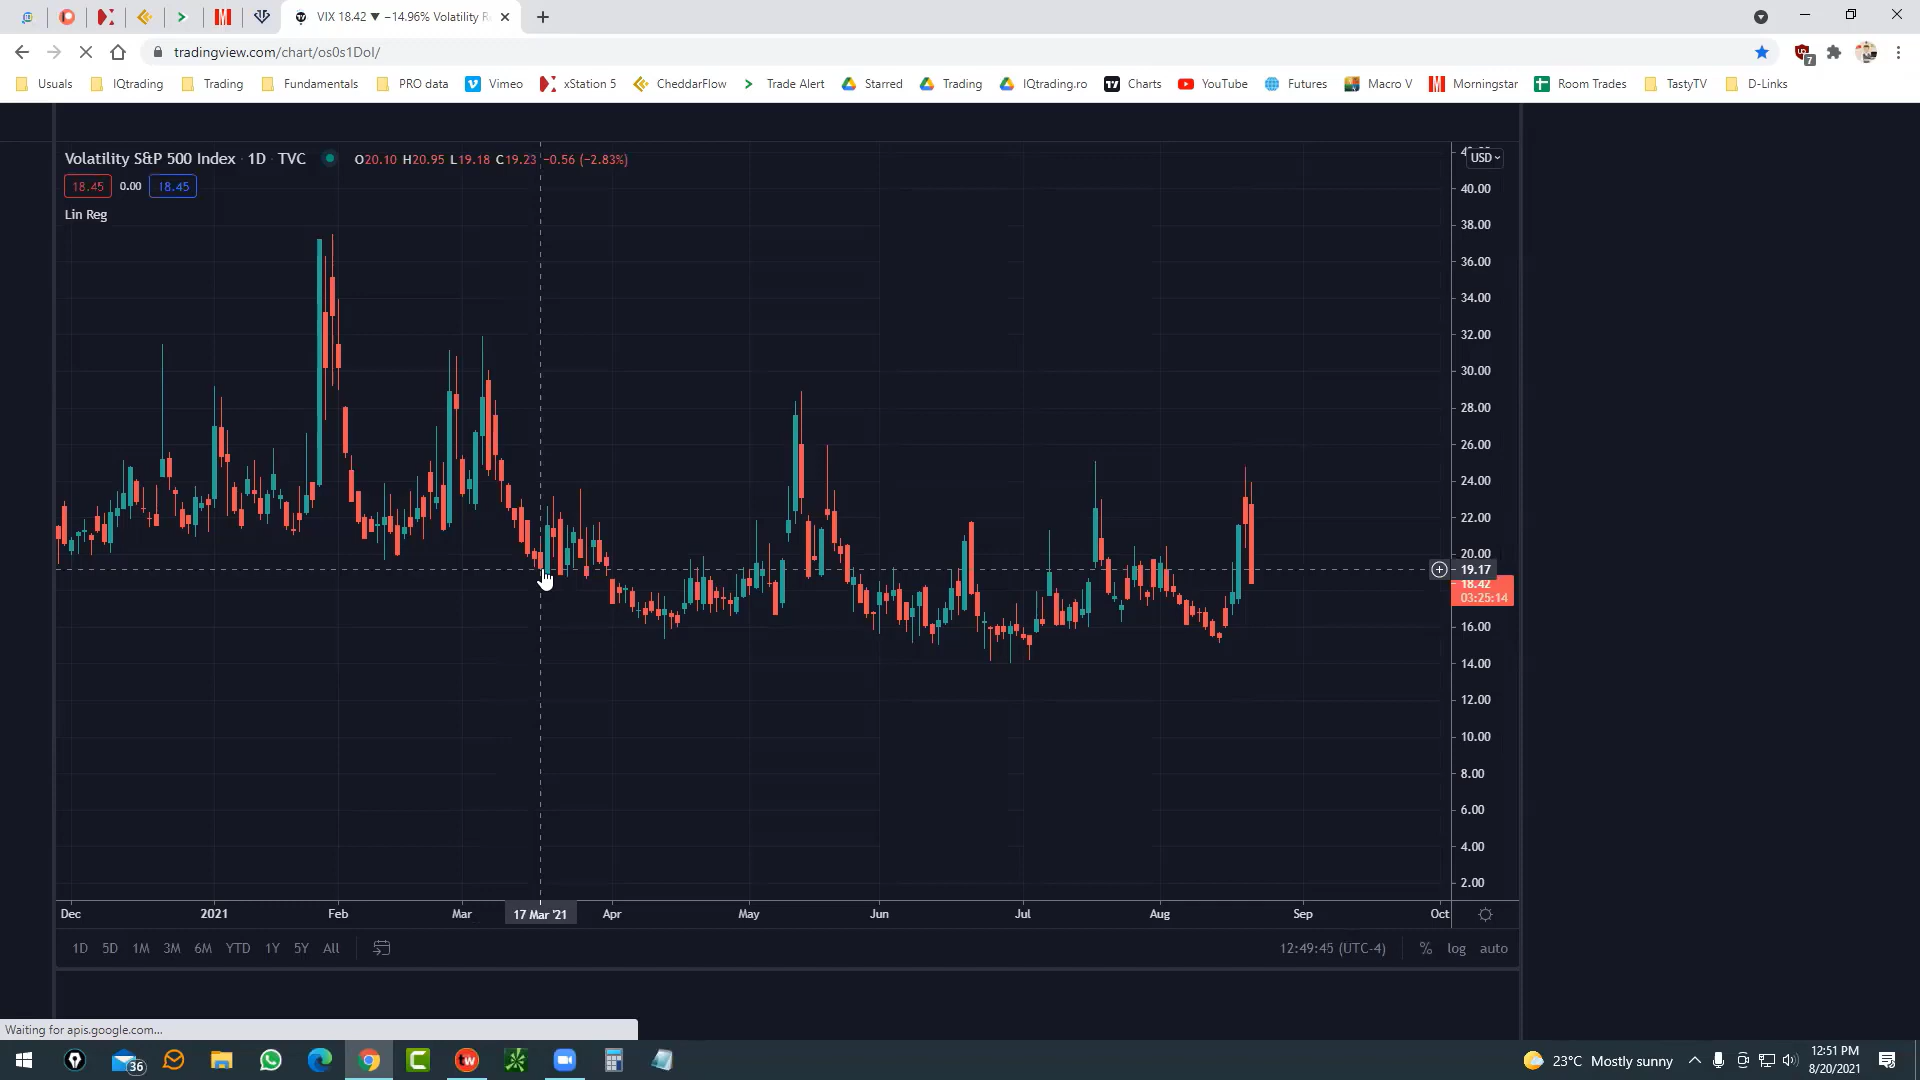 VIX 18.42 ▼ −14.96% Volatility
tradingview.com/chart/os0s1DoI/
7
Usuals
IQtrading
Trading
Fundamentals
PRO data
Vimeo
xStation 5
CheddarFlow
Trade Alert
Starred
Trading
IQtrading.ro
Charts
YouTube
Futures
Macro V
Morningstar
Room Trades
TastyTV
D-Links
Volatility S&P 500 Index · 1D · TVC
O20.10 H20.95 L19.18 C19.23 −0.56 (−2.83%)
18.45 0.00 18.45
Lin Reg
USD
40.00
38.00
36.00
34.00
32.00
30.00
28.00
26.00
24.00
22.00
20.00
19.17
18.42
03:25:14
16.00
14.00
12.00
10.00
8.00
6.00
4.00
2.00
Dec 2021 Feb Mar 17 Mar '21 Apr May Jun Jul Aug Sep Oct
1D 5D 1M 3M 6M YTD 1Y 5Y All
12:49:45 (UTC-4) % log auto
Waiting for apis.google.com...
36
23°C Mostly sunny
12:51 PM
8/20/2021